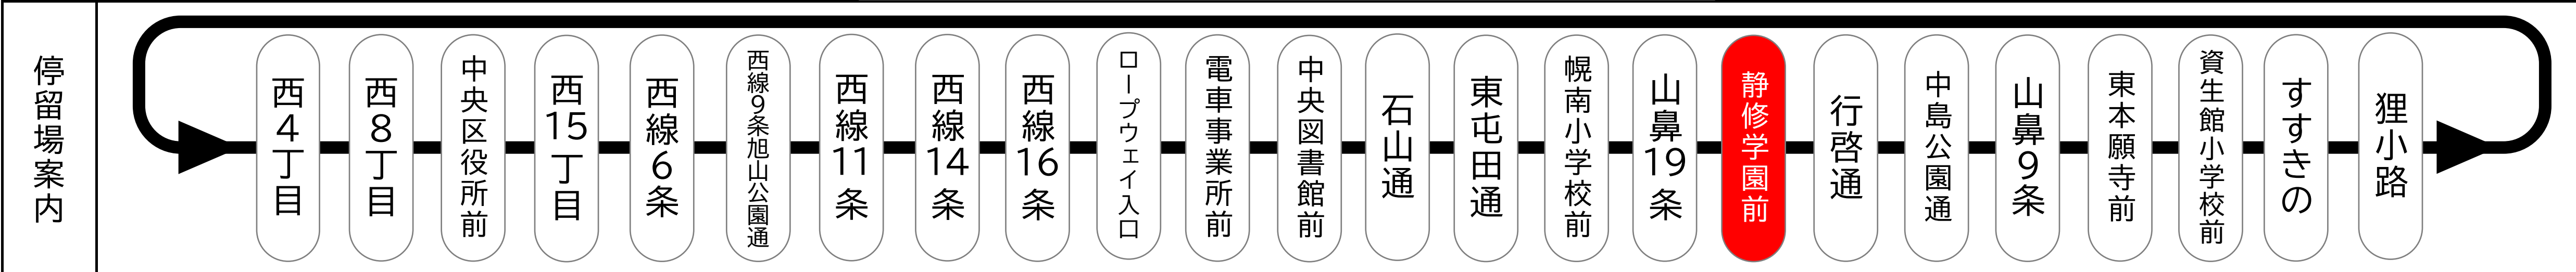 停留場案内
西4丁目
西8丁目
中央区役所前
西15丁目
西線6条
西線9条旭山公園通
西線11条
西線14条
西線16条
ロープウェイ入口
電車事業所前
中央図書館前
石山通
東屯田通
幌南小学校前
山鼻19条
静修学園前
行啓通
中島公園通
山鼻9条
東本願寺前
資生館小学校前
すすきの
狸小路